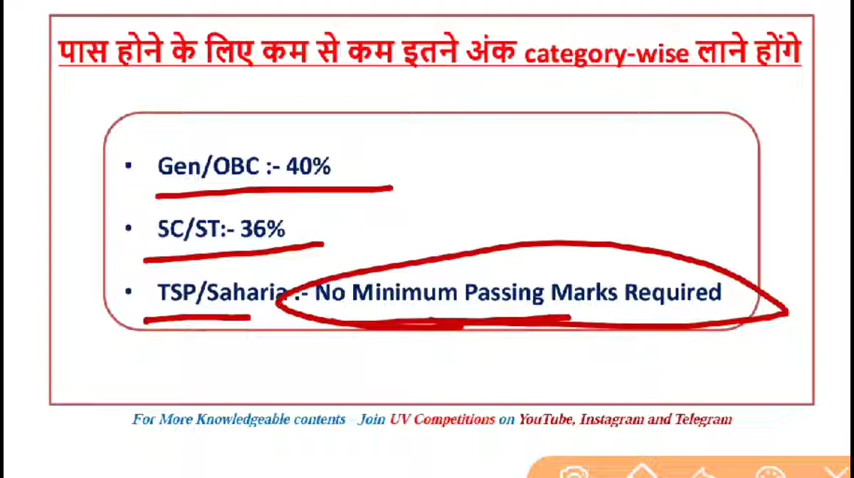 पास होने के लिए कम से कम इतने अंक category-wise लाने होंगे
• Gen/OBC :- 40%
• SC/ST:- 36%
• TSP/Saharia :- No Minimum Passing Marks Required
For More Knowledgeable contents - Join UV Competitions on YouTube, Instagram and Telegram